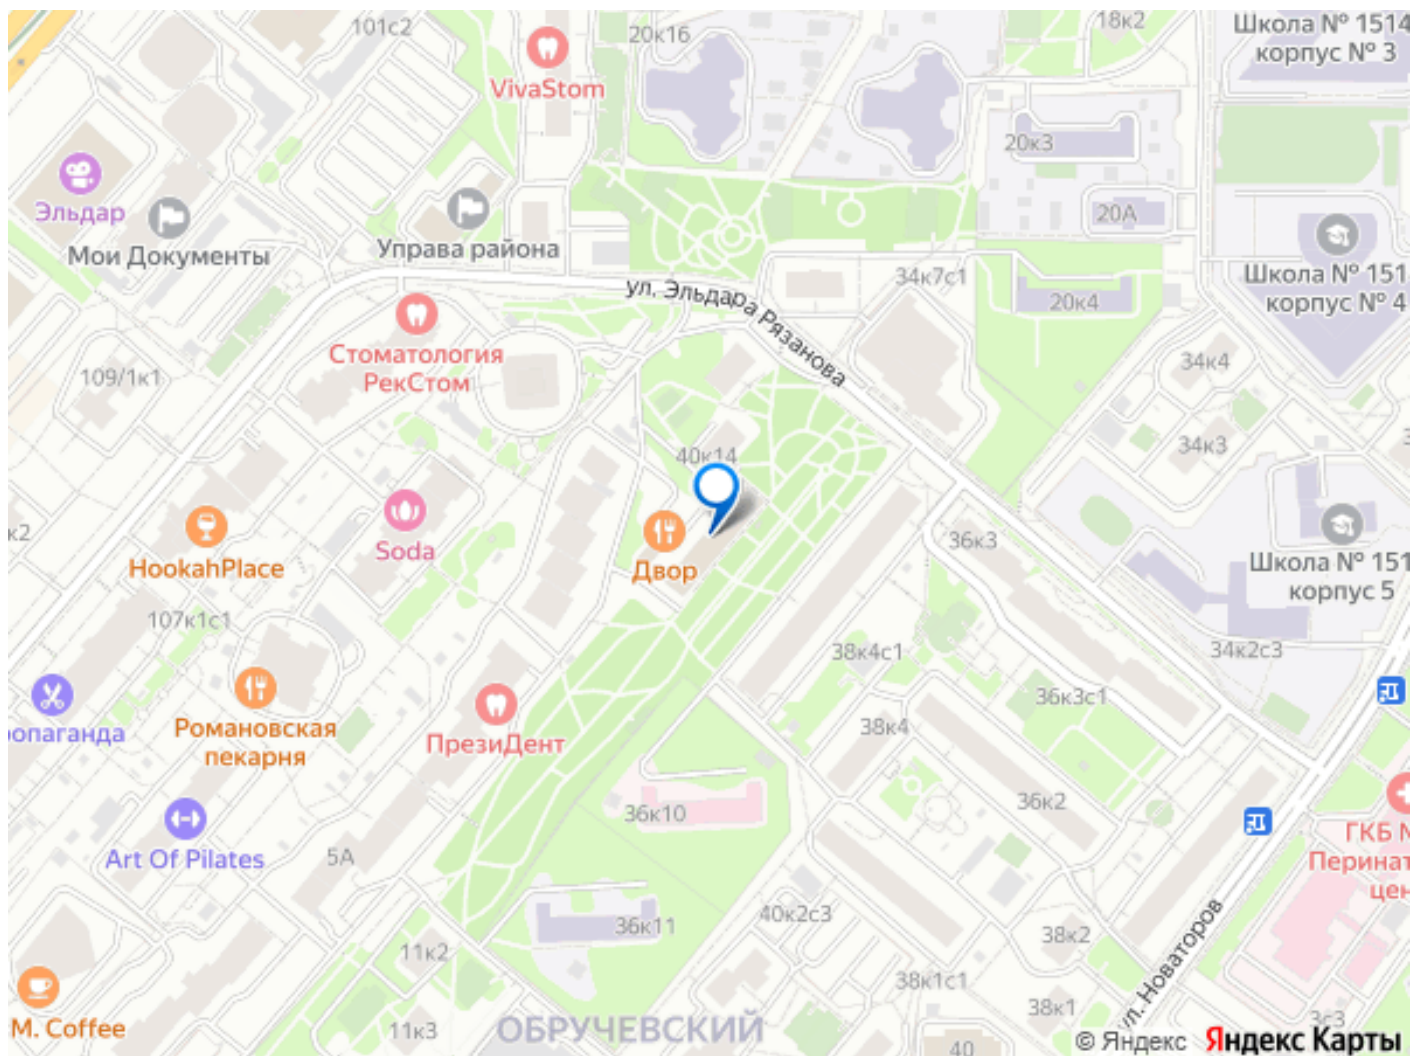 101с2
20к16
18к2
Школа № 1514
корпус № 3
VivaStom
20к3
Эльдар
Мои Документы
Управа района
20А
34к7с1
20к4
Школа № 151
корпус № 4
ул. Эльдара Рязанова
Стоматология
РекСтом
109/1к1
34к4
34к3
40к14
Soda
HookahPlace
Двор
36к3
Школа № 151
корпус 5
107к1с1
38к4с1
34к2с3
36к3с1
опаганда
Романовская
пекарня
ПрезиДент
38к4
36к10
36к2
Art Of Pilates
5А
ГКБ
Перинат
цен
40к2с3
36к11
38к2
11к2
38к1с1
38к1
ул. Новаторов
3с3
M. Coffee
11к3
ОБРУЧЕВСКИЙ
40
© Яндекс Яндекс Карты